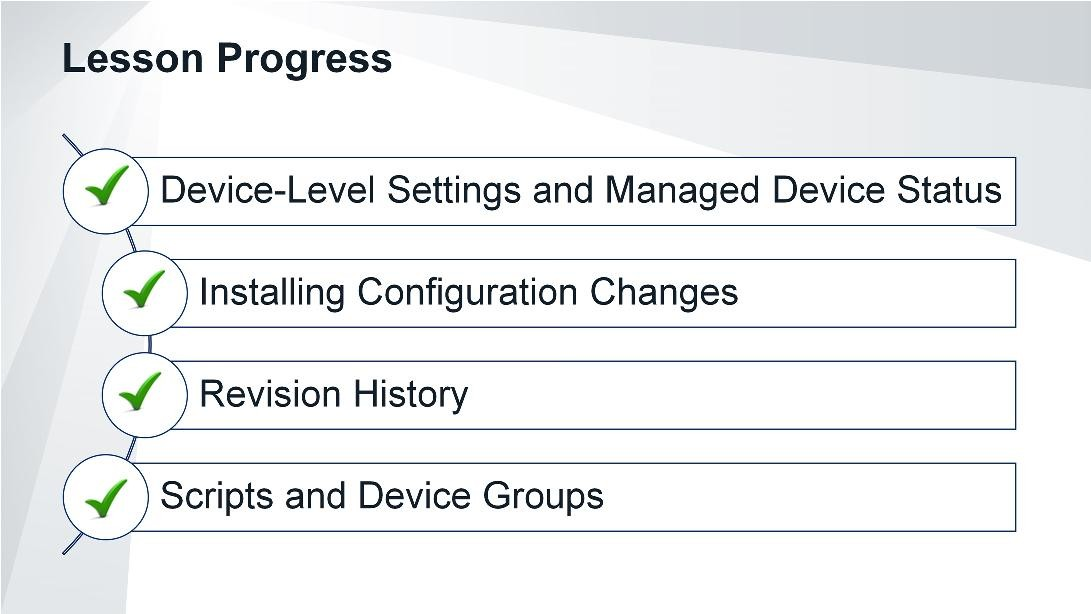 Lesson Progress
Device-Level Settings and Managed Device Status
Installing Configuration Changes
Revision History
Scripts and Device Groups